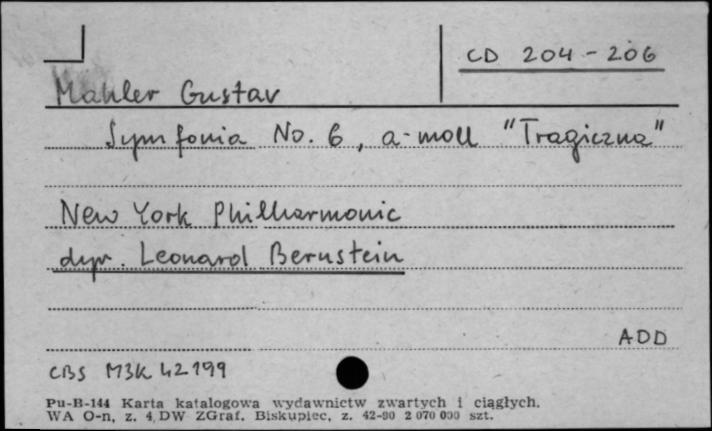 CD 204-206
Mahler Gustav
Symfonia No. 6, a-moll "Tragiczna"
New York Philharmonic
dyr. Leonard Bernstein
ADD
CBS M3K 42199
Pu-B-144 Karta katalogowa wydawnictw zwartych i ciągłych.
WA O-n, z. 4, DW ZGraf. Biskupiec, z. 42-90 2 070 000 szt.